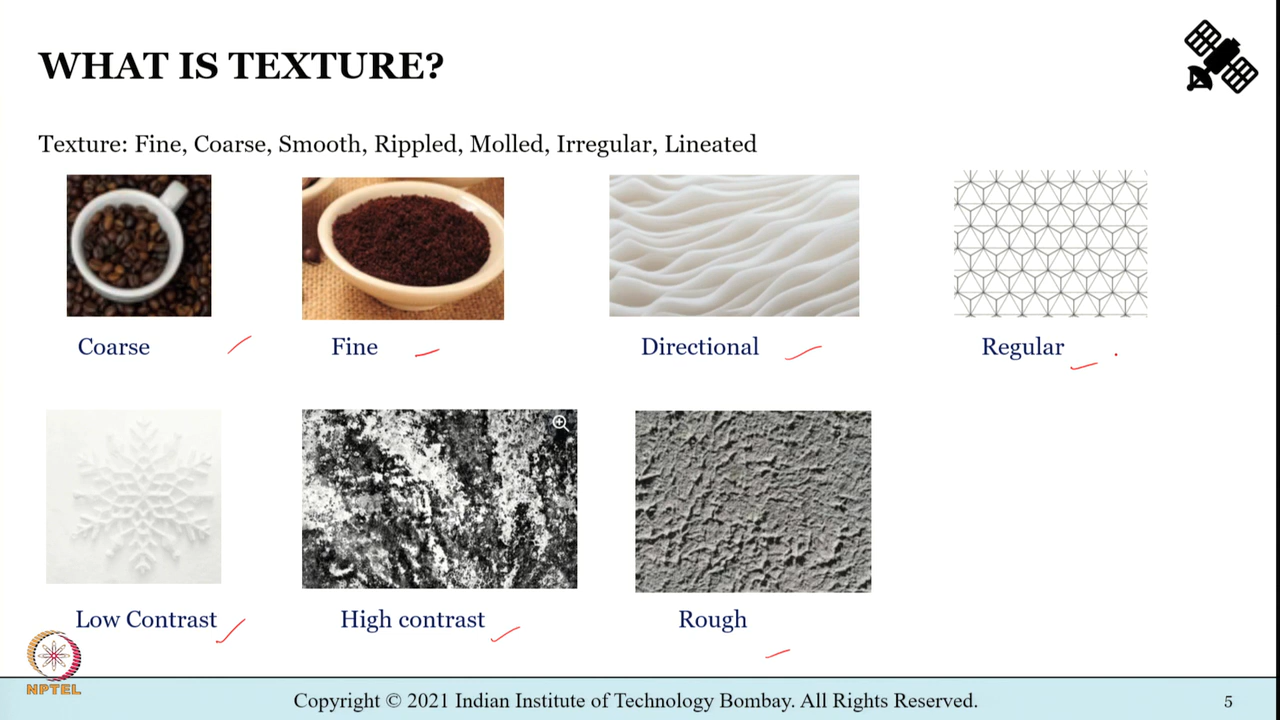 WHAT IS TEXTURE?
Texture: Fine, Coarse, Smooth, Rippled, Molled, Irregular, Lineated
Coarse
Fine
Directional
Regular
Low Contrast
High contrast
Rough
NPTEL
Copyright © 2021 Indian Institute of Technology Bombay. All Rights Reserved.
5